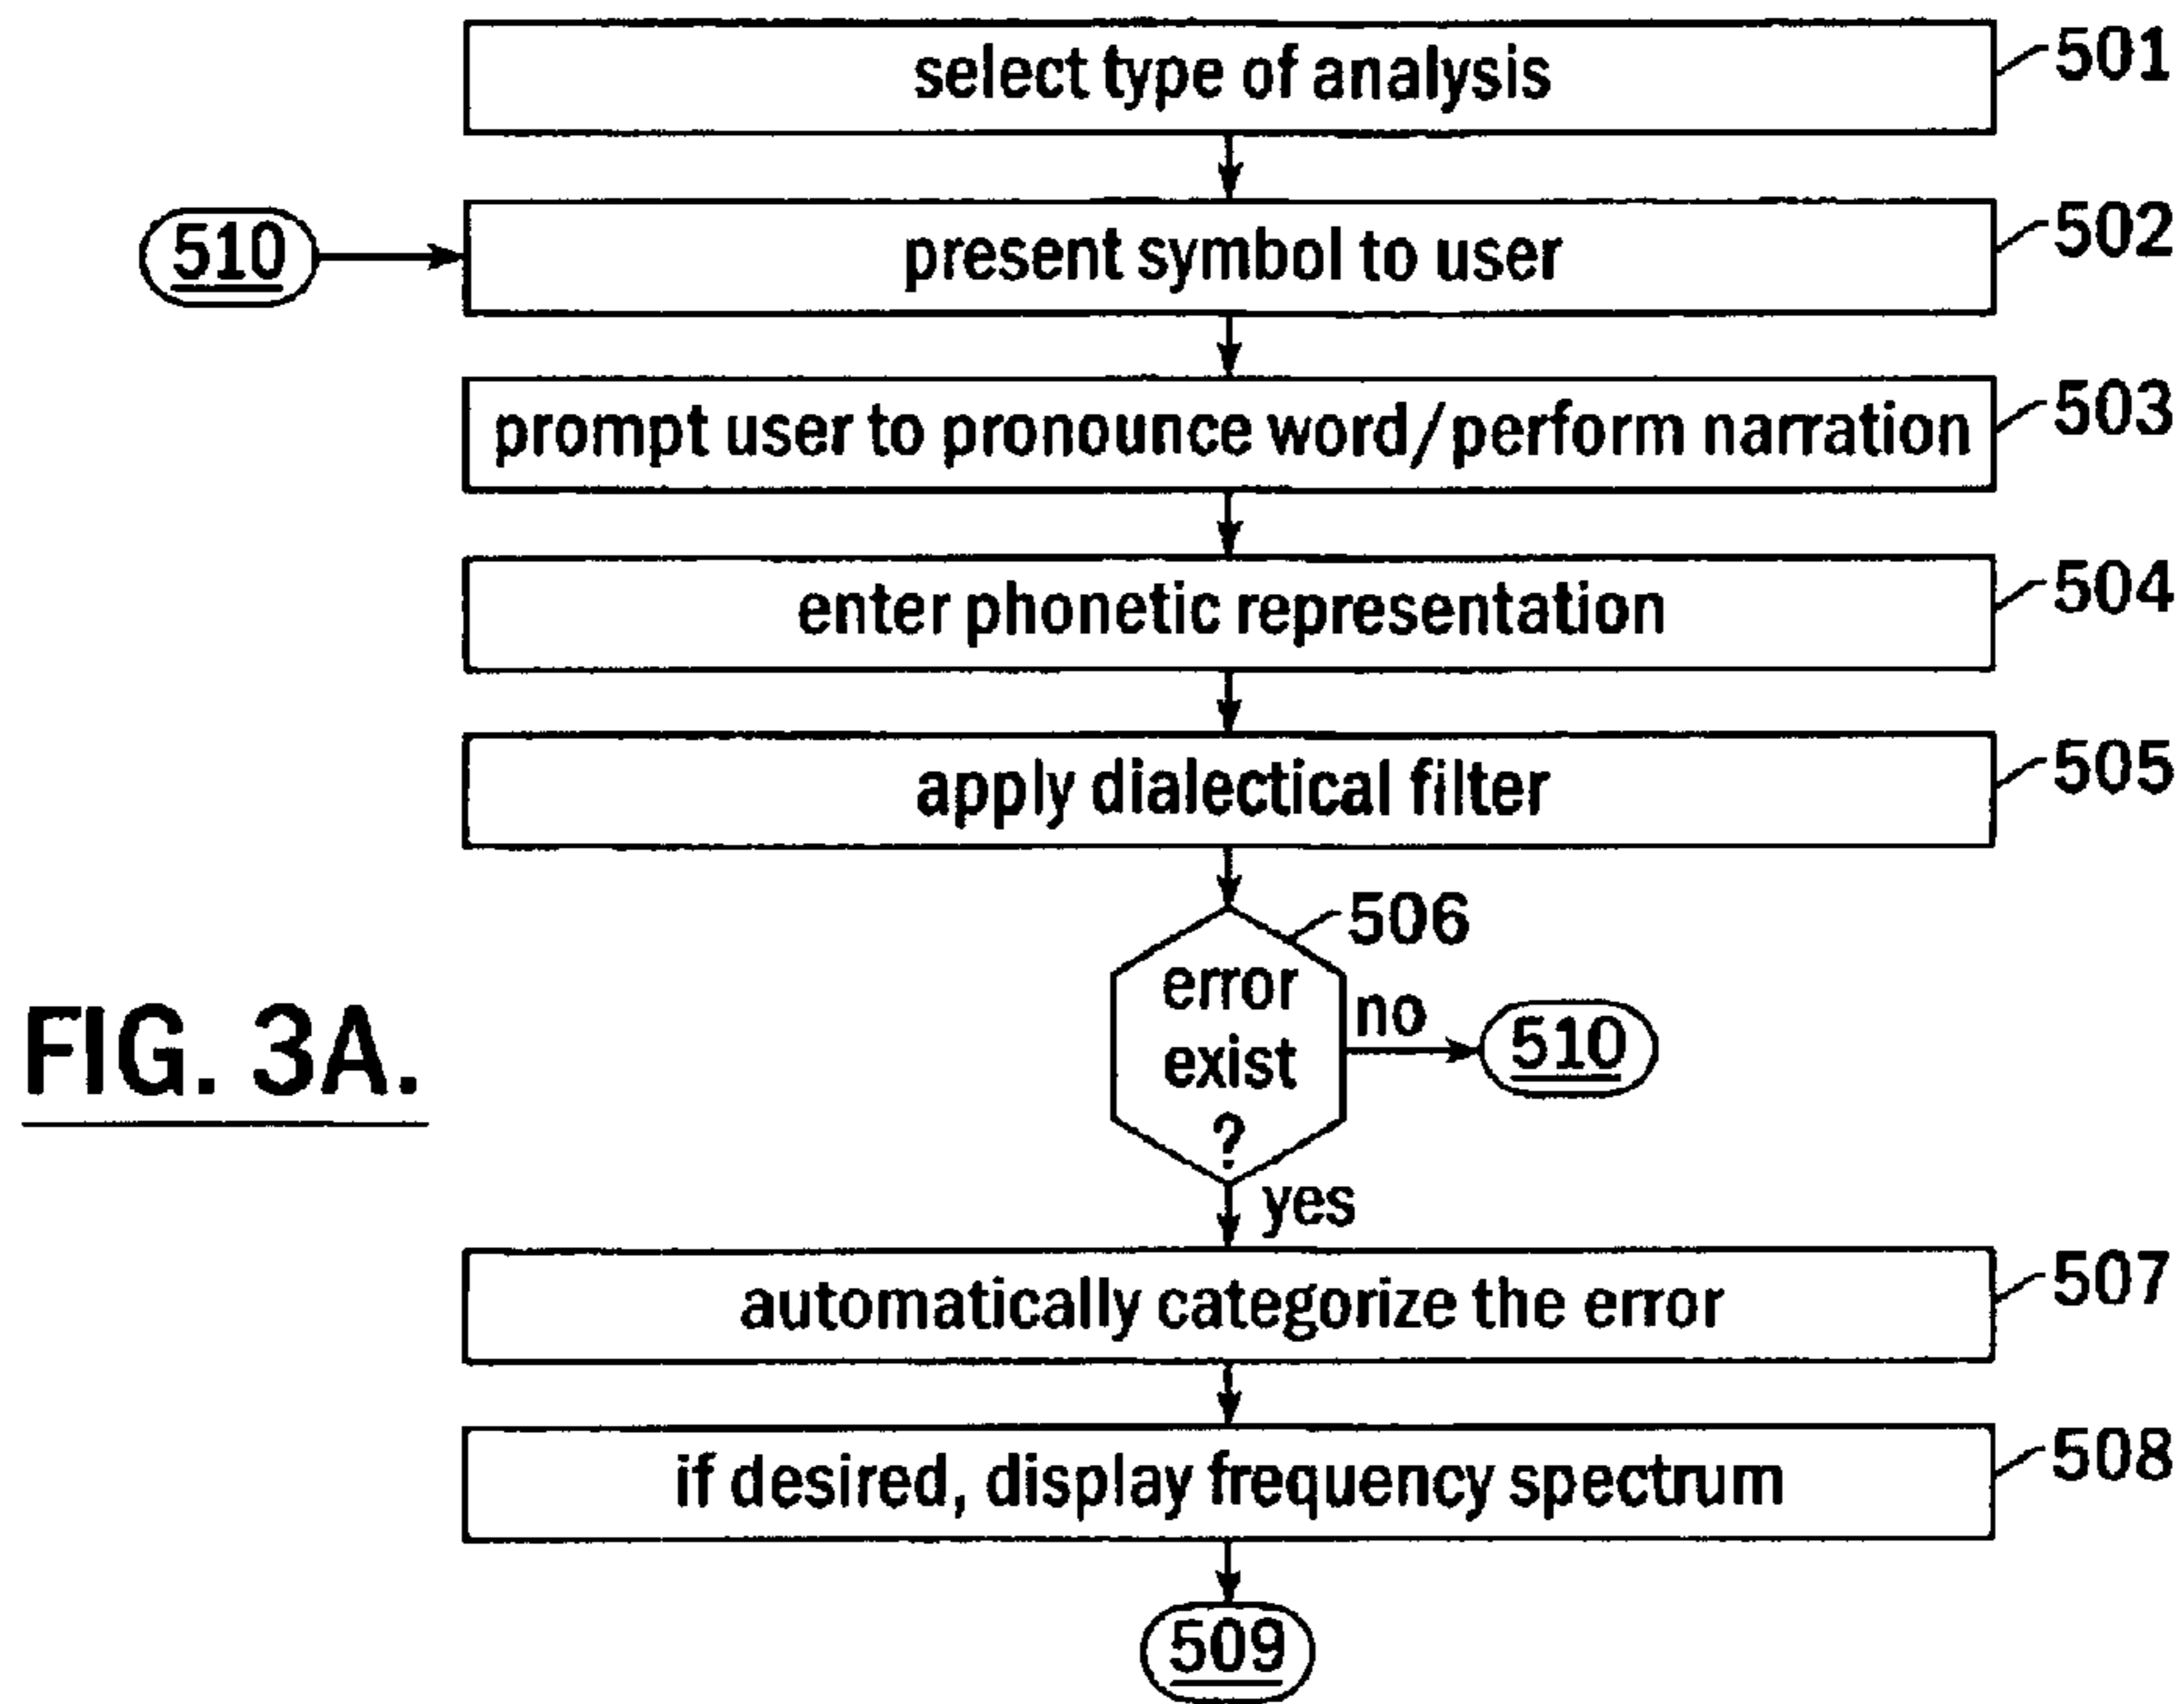 select type of analysis
501
510
present symbol to user
502
prompt user to pronounce word/perform narration
503
enter phonetic representation
504
apply dialectical filter
505
506
error
exist
?
no
510
FIG. 3A.
yes
automatically categorize the error
507
if desired, display frequency spectrum
508
509